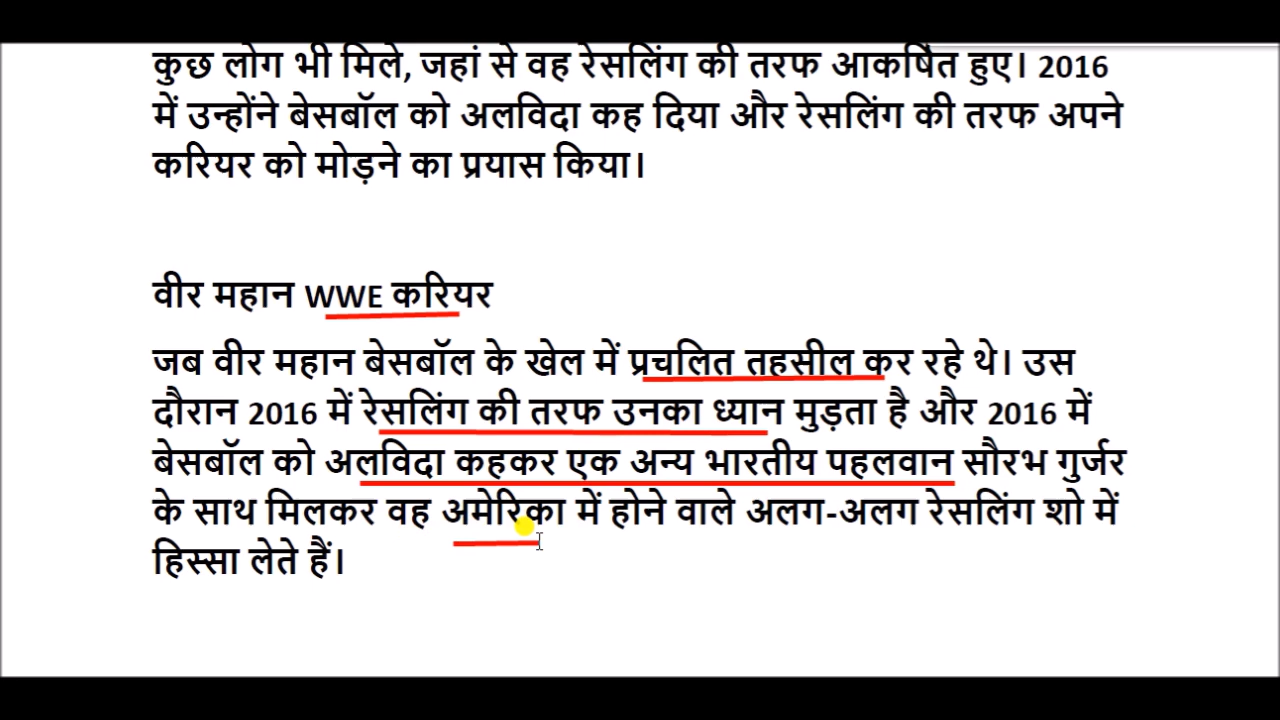 कुछ लोग भी मिले, जहां से वह रेसलिंग की तरफ आकर्षित हुए। 2016
में उन्होंने बेसबॉल को अलविदा कह दिया और रेसलिंग की तरफ अपने
करियर को मोड़ने का प्रयास किया।
वीर महान WWE करियर
जब वीर महान बेसबॉल के खेल में प्रचलित तहसील कर रहे थे। उस
दौरान 2016 में रेसलिंग की तरफ उनका ध्यान मुड़ता है और 2016 में
बेसबॉल को अलविदा कहकर एक अन्य भारतीय पहलवान सौरभ गुर्जर
के साथ मिलकर वह अमेरिका में होने वाले अलग-अलग रेसलिंग शो में
हिस्सा लेते हैं।